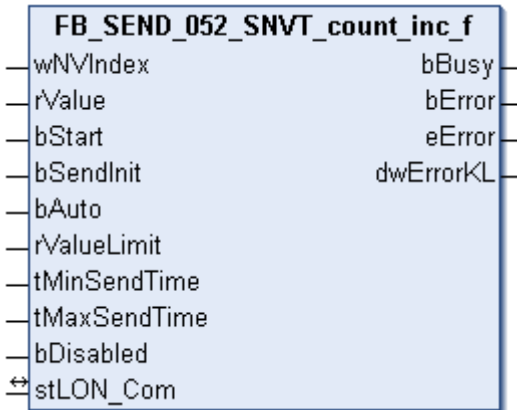 FB_SEND_052_SNVT_count_inc_f
wNVIndex bBusy
rValue bError
bStart eError
bSendInit dwErrorKL
bAuto
rValueLimit
tMinSendTime
tMaxSendTime
bDisabled
↔ stLON_Com